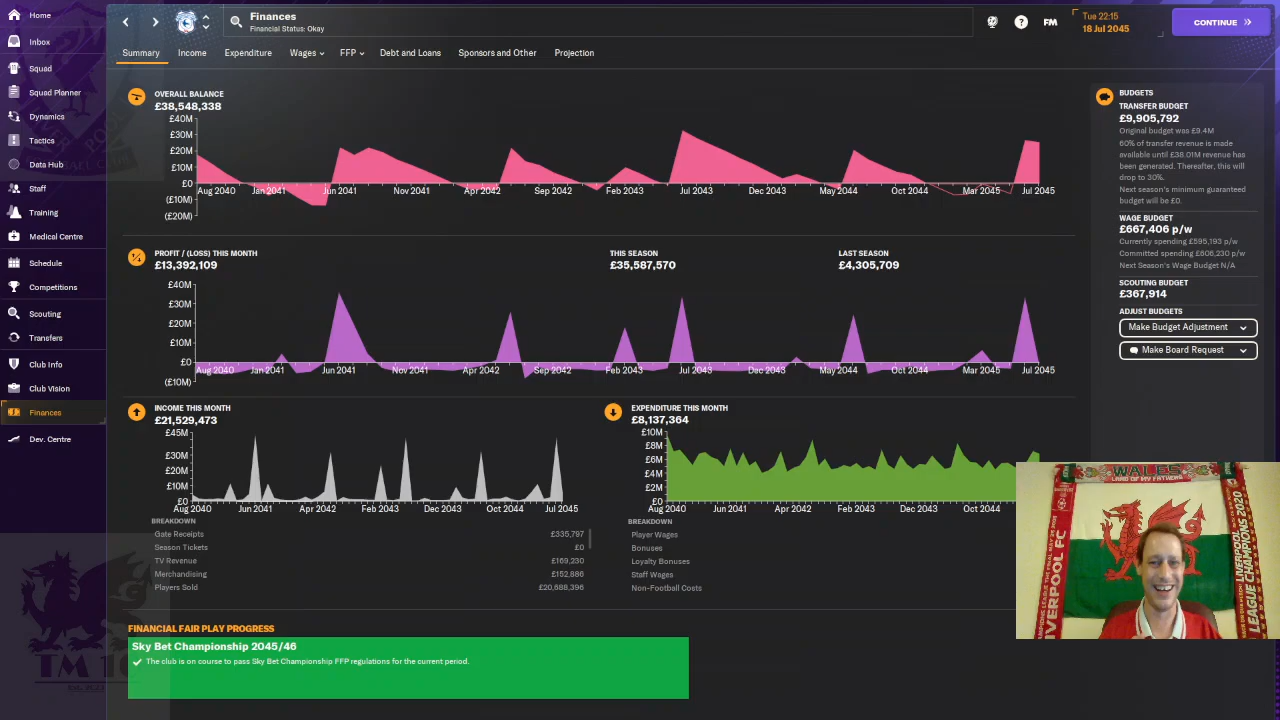 Home
Inbox
Squad
Squad Planner
Dynamics
Tactics
Data Hub
Staff
Training
Medical Centre
Schedule
Competitions
Scouting
Transfers
Club Info
Club Vision
Finances
Dev. Centre
Finances
Financial Status: Okay
FM
Tue 22:15
18 Jul 2045
CONTINUE
Summary
Income
Expenditure
Wages
FFP
Debt and Loans
Sponsors and Other
Projection
OVERALL BALANCE
£38,548,338
£40M
£30M
£20M
£10M
£0
(£10M)
(£20M)
Aug 2040 Jan 2041 Jun 2041 Nov 2041 Apr 2042 Sep 2042 Feb 2043 Jul 2043 Dec 2043 May 2044 Oct 2044 Mar 2045 Jul 2045
PROFIT / (LOSS) THIS MONTH
£13,392,109
THIS SEASON
£35,587,570
LAST SEASON
£4,305,709
£40M
£30M
£20M
£10M
£0
(£10M)
Aug 2040 Jan 2041 Jun 2041 Nov 2041 Apr 2042 Sep 2042 Feb 2043 Jul 2043 Dec 2043 May 2044 Oct 2044 Mar 2045 Jul 2045
INCOME THIS MONTH
£21,529,473
£45M
£30M
£20M
£10M
£0
Aug 2040 Jun 2041 Apr 2042 Feb 2043 Dec 2043 Oct 2044 Jul 2045
BREAKDOWN
Gate Receipts £335,797
Season Tickets £0
TV Revenue £169,230
Merchandising £152,886
Players Sold £20,688,396
EXPENDITURE THIS MONTH
£8,137,364
£10M
£8M
£6M
£4M
£2M
£0
Aug 2040 Jun 2041 Apr 2042 Feb 2043 Dec 2043 Oct 2044
BREAKDOWN
Player Wages
Bonuses
Loyalty Bonuses
Staff Wages
Non-Football Costs
FINANCIAL FAIR PLAY PROGRESS
Sky Bet Championship 2045/46
The club is on course to pass Sky Bet Championship FFP regulations for the current period.
BUDGETS
TRANSFER BUDGET
£9,905,792
Original budget was £9.4M
60% of transfer revenue is made
available until £38.01M revenue has
been generated. Thereafter, this will
drop to 30%.
Next season's minimum guaranteed
budget will be £0.
WAGE BUDGET
£667,406 p/w
Currently spending £595,193 p/w
Committed spending £606,230 p/w
Next Season's Wage Budget N/A
SCOUTING BUDGET
£367,914
ADJUST BUDGETS
Make Budget Adjustment
Make Board Request
WALES
LAND OF MY FATHERS
LIVERPOOL FC
LIVERPOOL
LEAGUE CHAMPIONS 2020